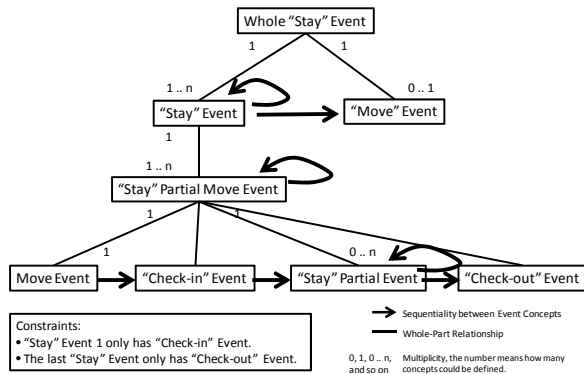 Whole “Stay” Event
1 1
1 .. n 0 .. 1
“Stay” Event “Move” Event
1
1 .. n
“Stay” Partial Move Event
1 1
1 0 .. n
Move Event “Check-in” Event “Stay” Partial Event “Check-out” Event
Constraints:
• “Stay” Event 1 only has “Check-in” Event.
• The last “Stay” Event only has “Check-out” Event.
Sequentiality between Event Concepts
Whole-Part Relationship
0, 1, 0 .. n, Multiplicity, the number means how many
and so on concepts could be defined.